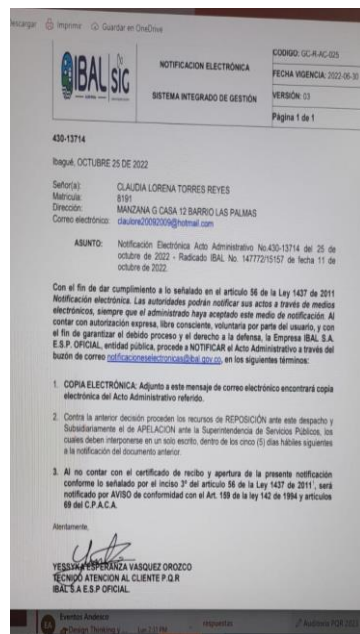 escargar Imprimir Guardar en OneDrive
IBAL SIG
NOTIFICACION ELECTRÓNICA
SISTEMA INTEGRADO DE GESTIÓN
CODIGO: GC-R-AC-025
FECHA VIGENCIA: 2022-06-30
VERSIÓN: 03
Página 1 de 1
430-13714
Ibagué, OCTUBRE 25 DE 2022
Señor(a): CLAUDIA LORENA TORRES REYES
Matricula: 8191
Dirección: MANZANA G CASA 12 BARRIO LAS PALMAS
Correo electrónico: claulore20092009@hotmail.com
ASUNTO: Notificación Electrónica Acto Administrativo No.430-13714 del 25 de
octubre de 2022 - Radicado IBAL No. 147772/15157 de fecha 11 de
octubre de 2022.
Con el fin de dar cumplimiento a lo señalado en el artículo 56 de la Ley 1437 de 2011
Notificación electrónica. Las autoridades podrán notificar sus actos a través de medios
electrónicos, siempre que el administrado haya aceptado este medio de notificación. Al
contar con autorización expresa, libre consciente, voluntaria por parte del usuario, y con
el fin de garantizar el debido proceso y el derecho a la defensa, la Empresa IBAL S.A.
E.S.P. OFICIAL, entidad pública, procede a NOTIFICAR el Acto Administrativo a través del
buzón de correo notificacioneselectronicas@ibal.gov.co, en los siguientes términos:
1. COPIA ELECTRÓNICA: Adjunto a este mensaje de correo electrónico encontrará copia
electrónica del Acto Administrativo referido.
2. Contra la anterior decisión proceden los recursos de REPOSICIÓN ante este despacho y
Subsidiariamente el de APELACION ante la Superintendencia de Servicios Públicos, los
cuales deben interponerse en un solo escrito, dentro de los cinco (5) días hábiles siguientes
a la notificación del documento anterior.
3. Al no contar con el certificado de recibo y apertura de la presente notificación
conforme lo señalado por el inciso 3° del artículo 56 de la Ley 1437 de 2011, será
notificado por AVISO de conformidad con el Art. 159 de la ley 142 de 1994 y artículos
69 del C.P.A.C.A.
Atentamente,
YESSYKA ESPERANZA VASQUEZ OROZCO
TECNICO ATENCION AL CLIENTE P.Q.R
IBAL S.A E.S.P OFICIAL.
Eventos Andesco
Design Thinking y Lun 2:17 PM
respuestas
Auditoria PQR 2022